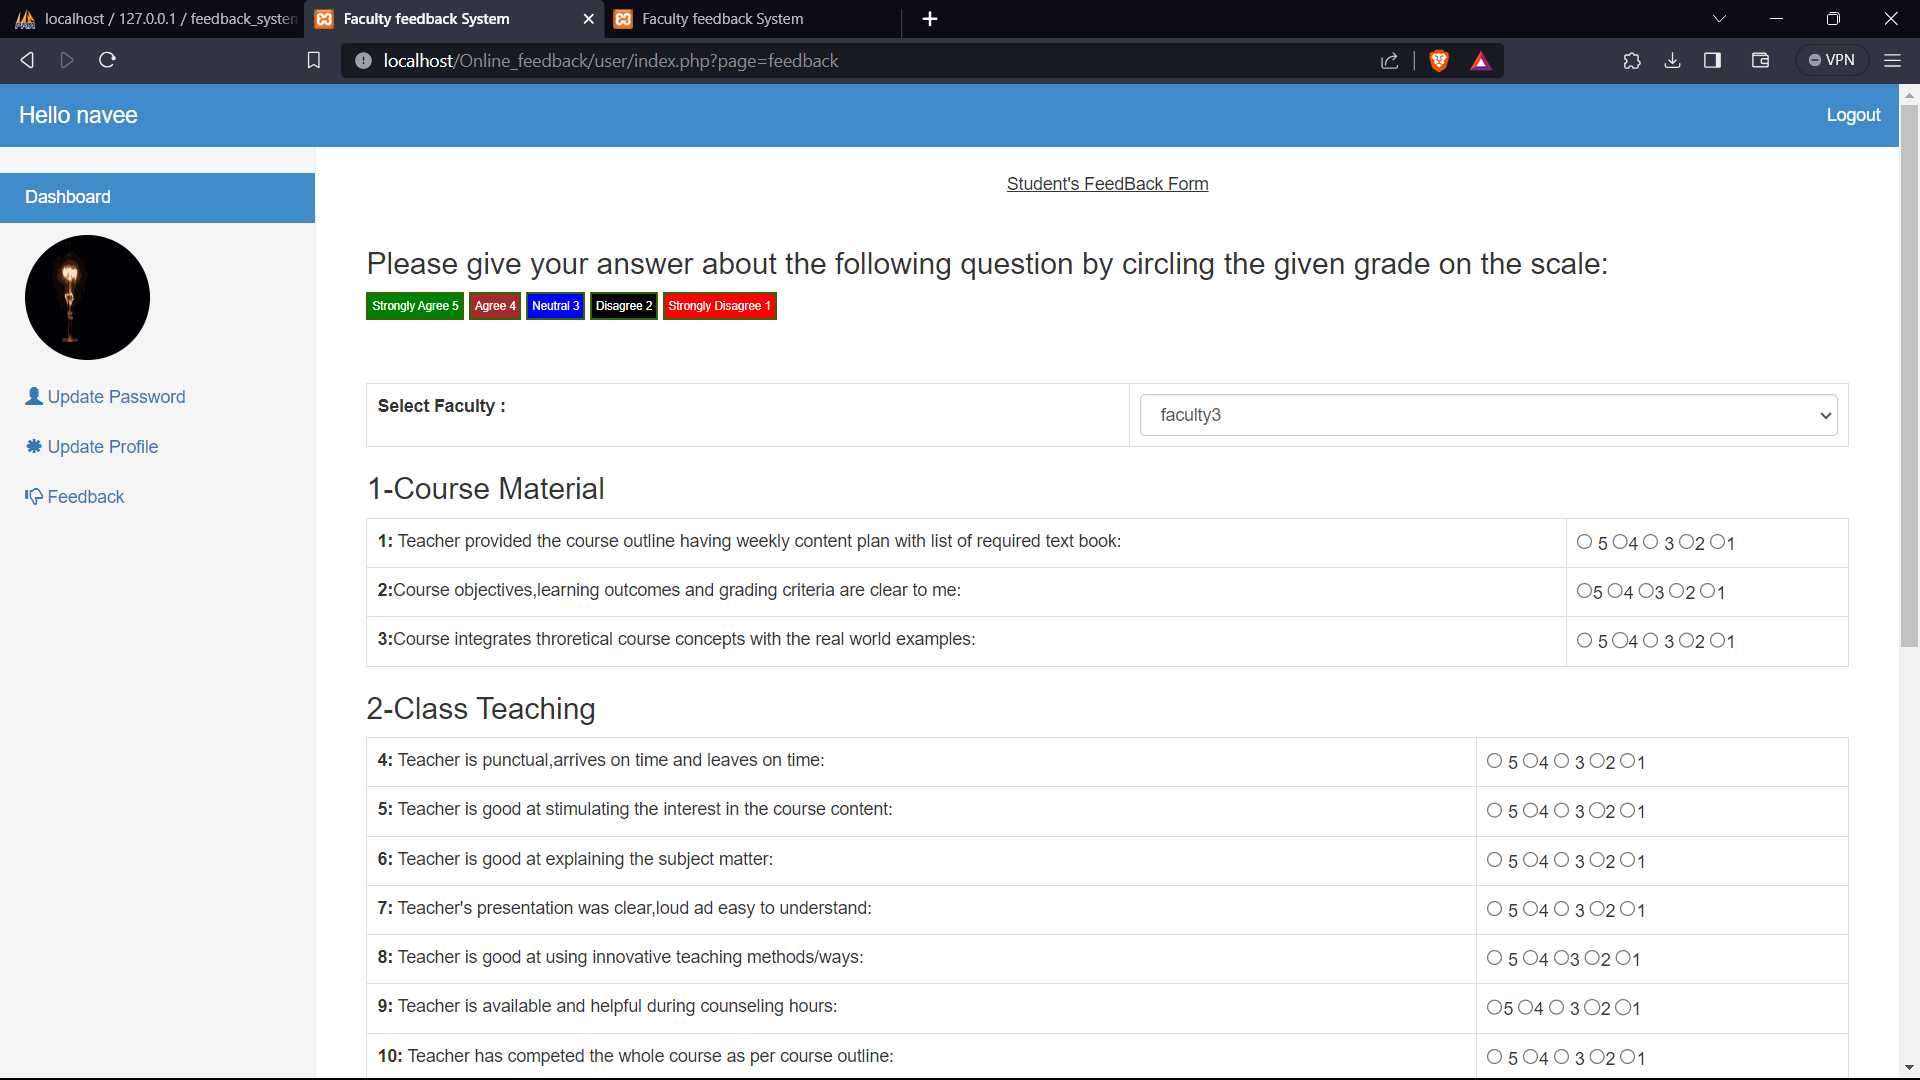 localhost / 127.0.0.1 / feedback_system
Faculty feedback System
Faculty feedback System
localhost/Online_feedback/user/index.php?page=feedback
VPN
Hello navee
Logout
Dashboard
Update Password
Update Profile
Feedback
Student's FeedBack Form
Please give your answer about the following question by circling the given grade on the scale:
Strongly Agree 5 Agree 4 Neutral 3 Disagree 2 Strongly Disagree 1
Select Faculty :
faculty3
1-Course Material
1: Teacher provided the course outline having weekly content plan with list of required text book: 5 4 3 2 1
2:Course objectives,learning outcomes and grading criteria are clear to me: 5 4 3 2 1
3:Course integrates throretical course concepts with the real world examples: 5 4 3 2 1
2-Class Teaching
4: Teacher is punctual,arrives on time and leaves on time: 5 4 3 2 1
5: Teacher is good at stimulating the interest in the course content: 5 4 3 2 1
6: Teacher is good at explaining the subject matter: 5 4 3 2 1
7: Teacher's presentation was clear,loud ad easy to understand: 5 4 3 2 1
8: Teacher is good at using innovative teaching methods/ways: 5 4 3 2 1
9: Teacher is available and helpful during counseling hours: 5 4 3 2 1
10: Teacher has competed the whole course as per course outline: 5 4 3 2 1